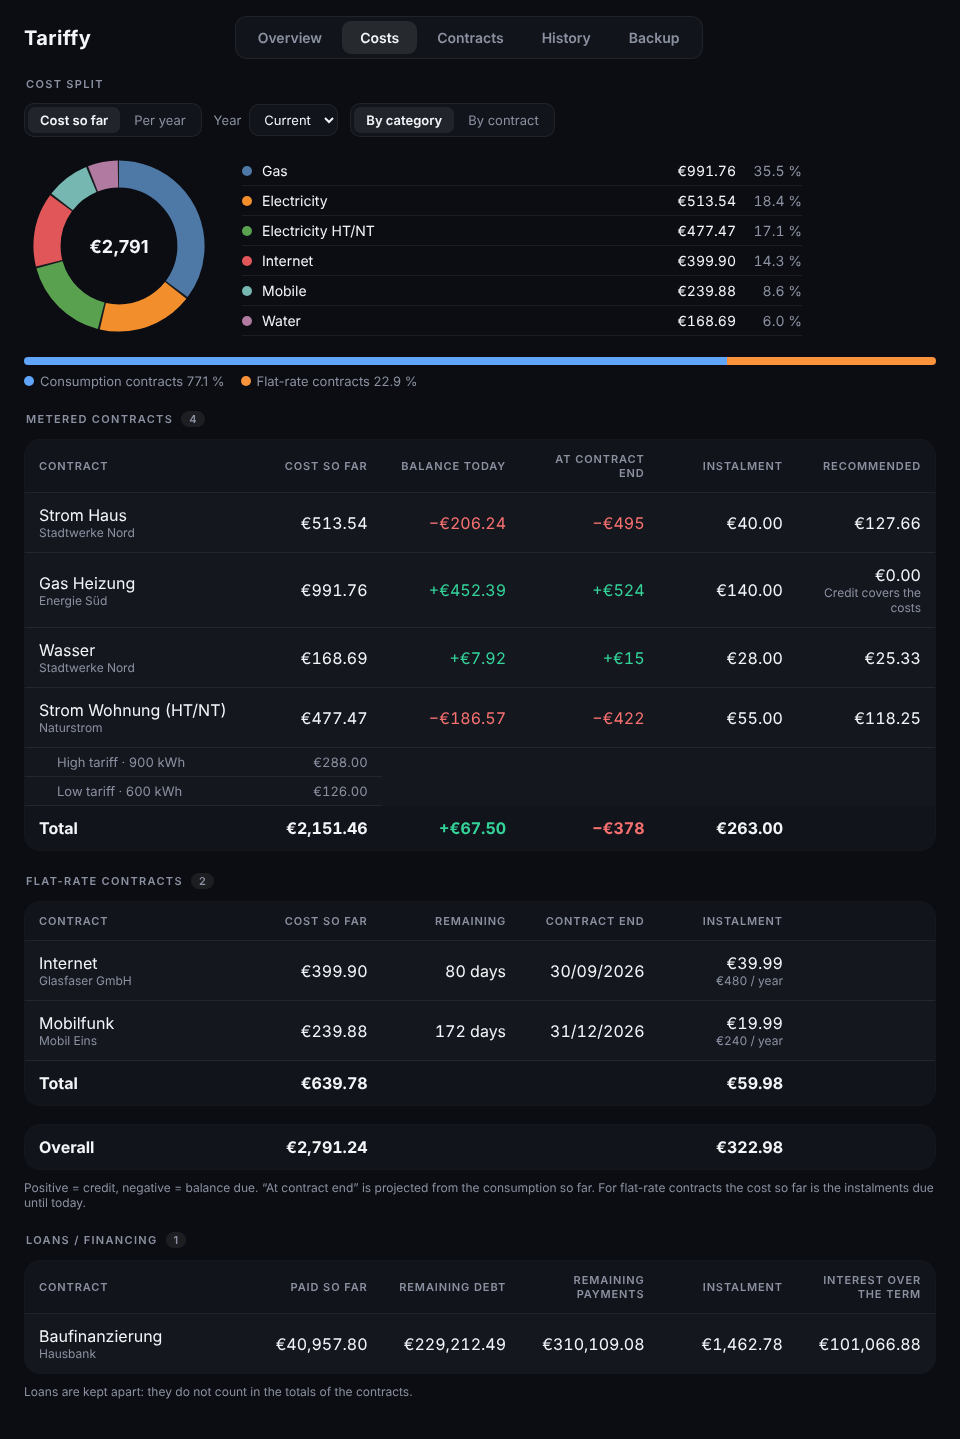 Tariffy
Overview Costs Contracts History Backup
COST SPLIT
Cost so far Per year Year Current By category By contract
€2,791
Gas €991.76 35.5 %
Electricity €513.54 18.4 %
Electricity HT/NT €477.47 17.1 %
Internet €399.90 14.3 %
Mobile €239.88 8.6 %
Water €168.69 6.0 %
Consumption contracts 77.1 % Flat-rate contracts 22.9 %
METERED CONTRACTS 4
CONTRACT COST SO FAR BALANCE TODAY AT CONTRACT END INSTALMENT RECOMMENDED
Strom Haus €513.54 −€206.24 −€495 €40.00 €127.66
Stadtwerke Nord
Gas Heizung €991.76 +€452.39 +€524 €140.00 €0.00
Energie Süd Credit covers the costs
Wasser €168.69 +€7.92 +€15 €28.00 €25.33
Stadtwerke Nord
Strom Wohnung (HT/NT) €477.47 −€186.57 −€422 €55.00 €118.25
Naturstrom
High tariff · 900 kWh €288.00
Low tariff · 600 kWh €126.00
Total €2,151.46 +€67.50 −€378 €263.00
FLAT-RATE CONTRACTS 2
CONTRACT COST SO FAR REMAINING CONTRACT END INSTALMENT
Internet €399.90 80 days 30/09/2026 €39.99
Glasfaser GmbH €480 / year
Mobilfunk €239.88 172 days 31/12/2026 €19.99
Mobil Eins €240 / year
Total €639.78 €59.98
Overall €2,791.24 €322.98
Positive = credit, negative = balance due. “At contract end” is projected from the consumption so far. For flat-rate contracts the cost so far is the instalments due
until today.
LOANS / FINANCING 1
CONTRACT PAID SO FAR REMAINING DEBT REMAINING PAYMENTS INSTALMENT INTEREST OVER THE TERM
Baufinanzierung €40,957.80 €229,212.49 €310,109.08 €1,462.78 €101,066.88
Hausbank
Loans are kept apart: they do not count in the totals of the contracts.